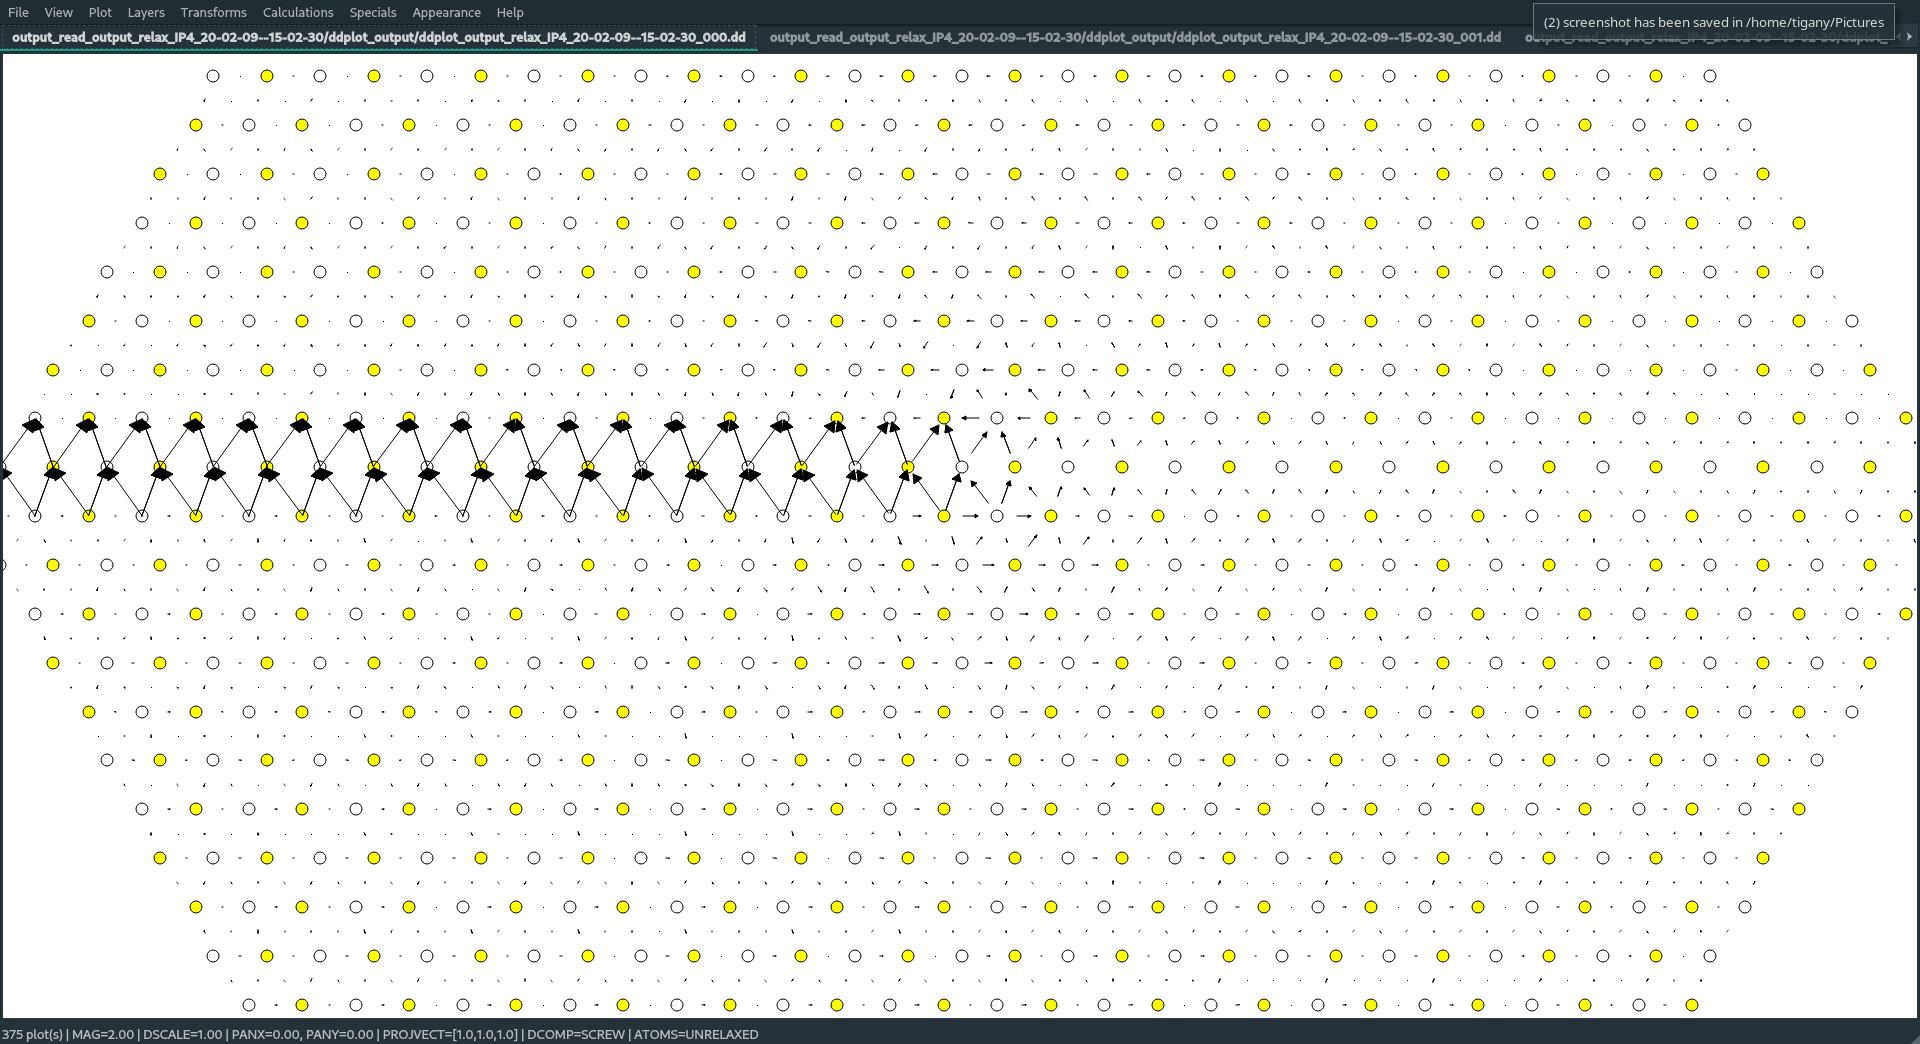 File View Plot Layers Transforms Calculations Specials Appearance Help
(2) screenshot has been saved in /home/tigany/Pictures
output_read_output_relax_IP4_20-02-09--15-02-30/ddplot_output/ddplot_output_relax_IP4_20-02-09--15-02-30_000.dd output_read_output_relax_IP4_20-02-09--15-02-30/ddplot_output/ddplot_output_relax_IP4_20-02-09--15-02-30_001.dd output_read_output_relax_IP4_20-02-09--15-02-30/ddplot_
375 plot(s) | MAG=2.00 | DSCALE=1.00 | PANX=0.00, PANY=0.00 | PROJVECT=[1.0,1.0,1.0] | DCOMP=SCREW | ATOMS=UNRELAXED